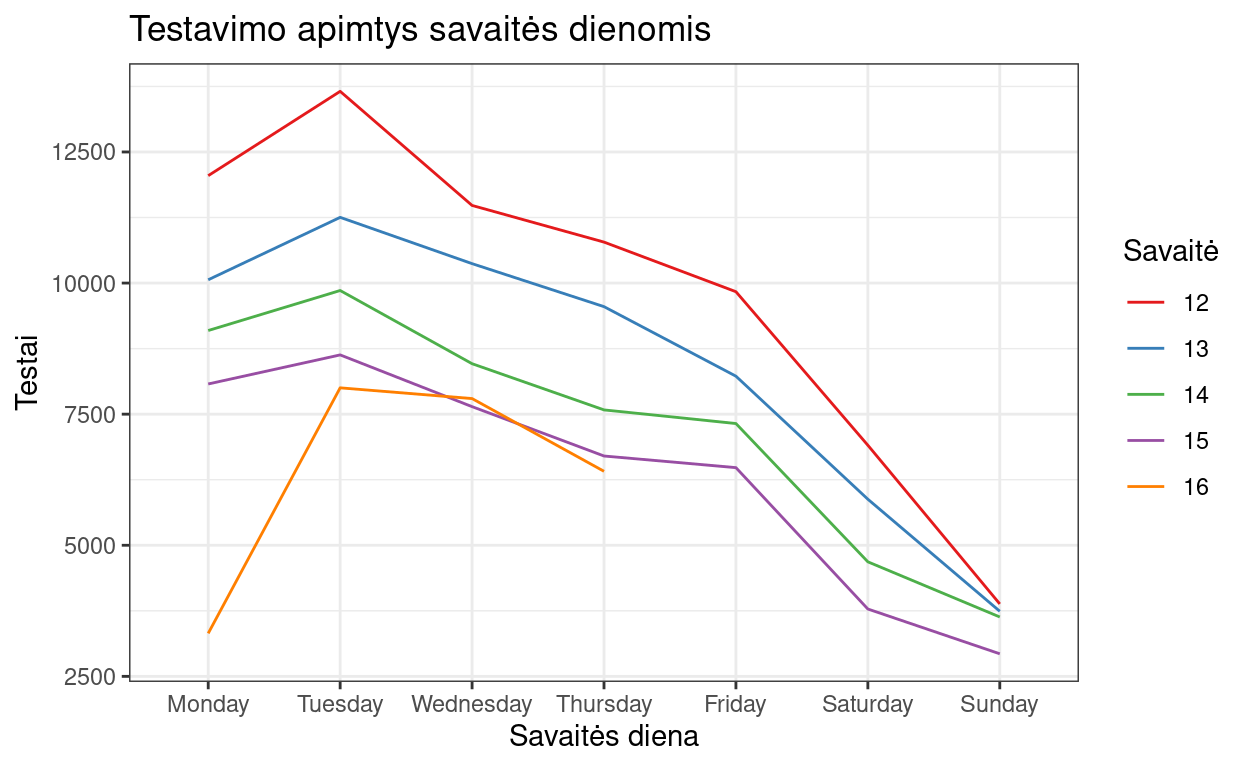 Testavimo apimtys savaitės dienomis
12500
10000
7500
5000
2500
Testai
Monday Tuesday Wednesday Thursday Friday Saturday Sunday
Savaitės diena
Savaitė
12
13
14
15
16